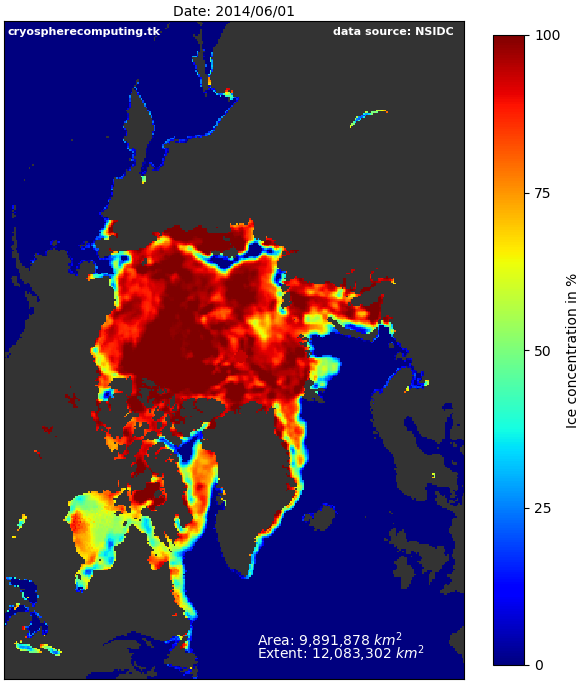 Date: 2014/06/01
cryospherecomputing.tk
data source: NSIDC
100
75
50
25
0
Ice concentration in %
Area: 9,891,878 km²
Extent: 12,083,302 km²